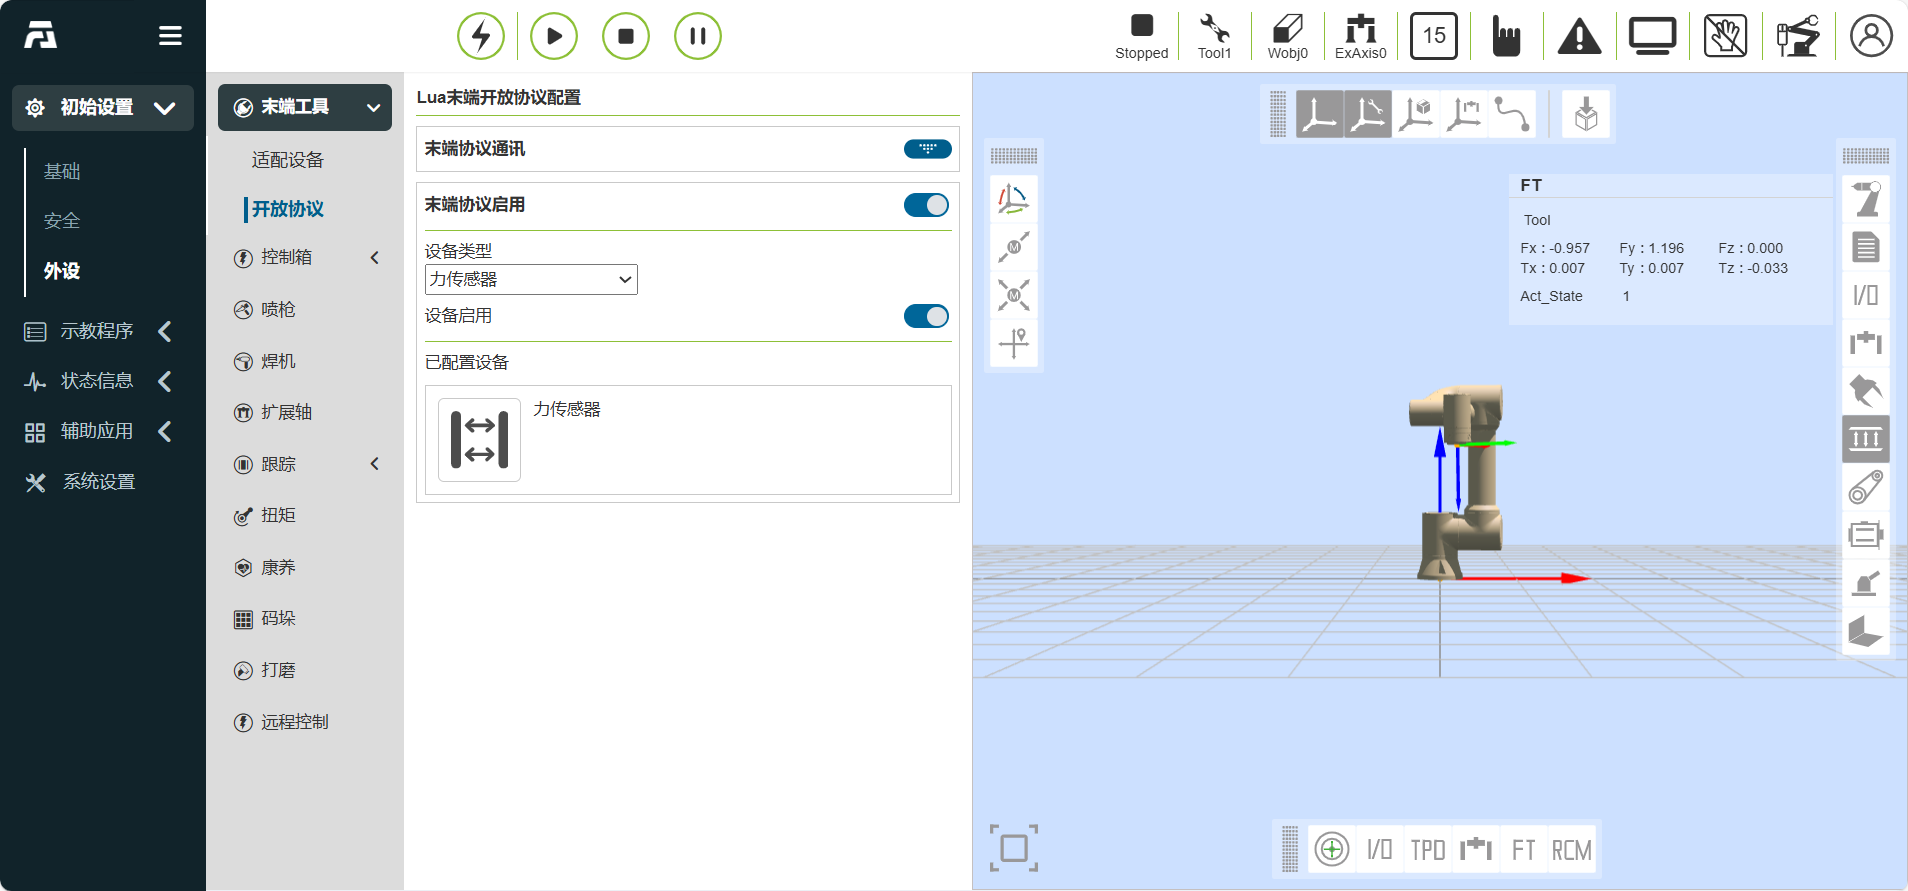 Stopped
Tool1
Wobj0
ExAxis0
15
初始设置
基础
安全
外设
示教程序
状态信息
辅助应用
系统设置
末端工具
适配设备
开放协议
控制箱
喷枪
焊机
扩展轴
跟踪
扭矩
康养
码垛
打磨
远程控制
Lua末端开放协议配置
末端协议通讯
末端协议启用
设备类型
力传感器
设备启用
已配置设备
力传感器
FT
Tool
Fx : -0.957 Fy : 1.196 Fz : 0.000
Tx : 0.007 Ty : 0.007 Tz : -0.033
Act_State 1
M
M
I/O
I/O
TPD
FT
RCM